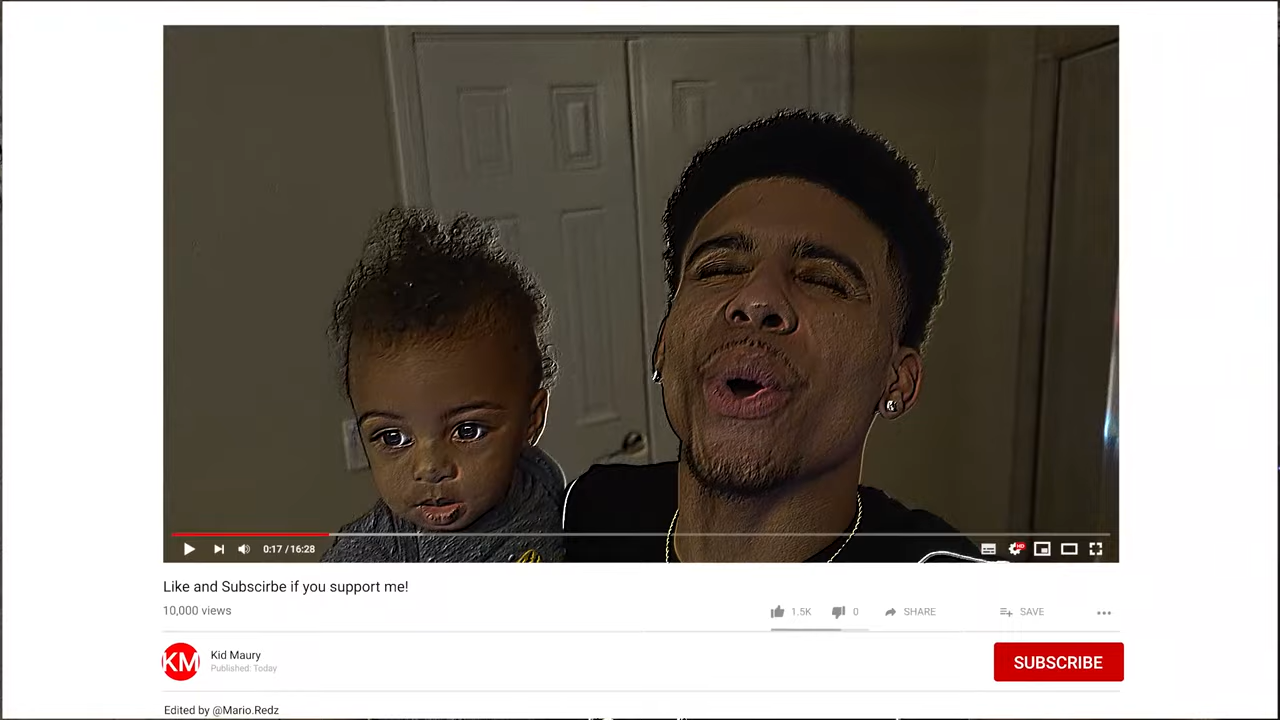 0:17 / 16:28
HD
Like and Subscirbe if you support me!
10,000 views
1.5K
0
SHARE
SAVE
KM
Kid Maury
Published: Today
SUBSCRIBE
Edited by @Mario.Redz